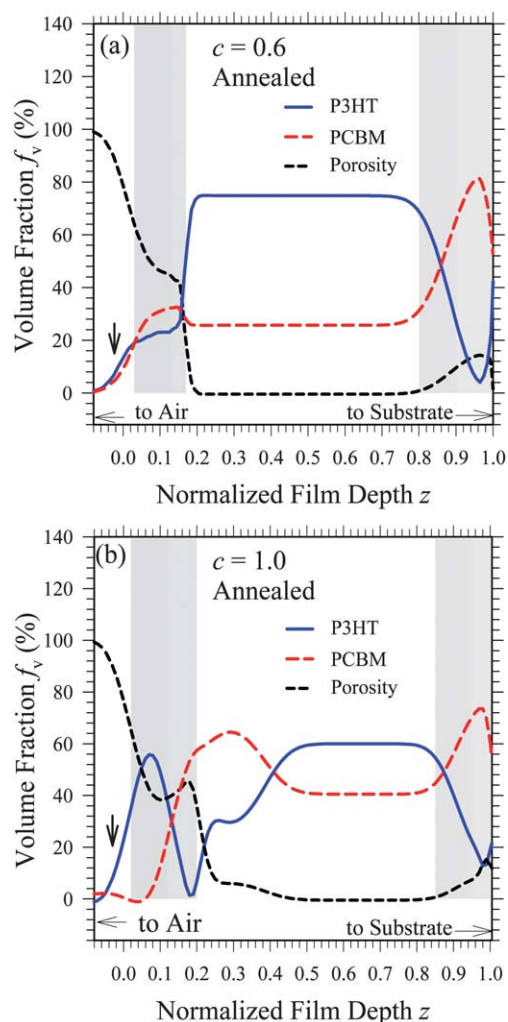 140
(a)
c = 0.6
Annealed
120
P3HT
100
PCBM
80
Porosity
60
40
20
0
to Air
to Substrate
0.0 0.1 0.2 0.3 0.4 0.5 0.6 0.7 0.8 0.9 1.0
Normalized Film Depth z
Volume Fraction fv (%)
140
(b)
c = 1.0
Annealed
120
P3HT
100
PCBM
80
Porosity
60
40
20
0
to Air
to Substrate
0.0 0.1 0.2 0.3 0.4 0.5 0.6 0.7 0.8 0.9 1.0
Normalized Film Depth z
Volume Fraction fv (%)